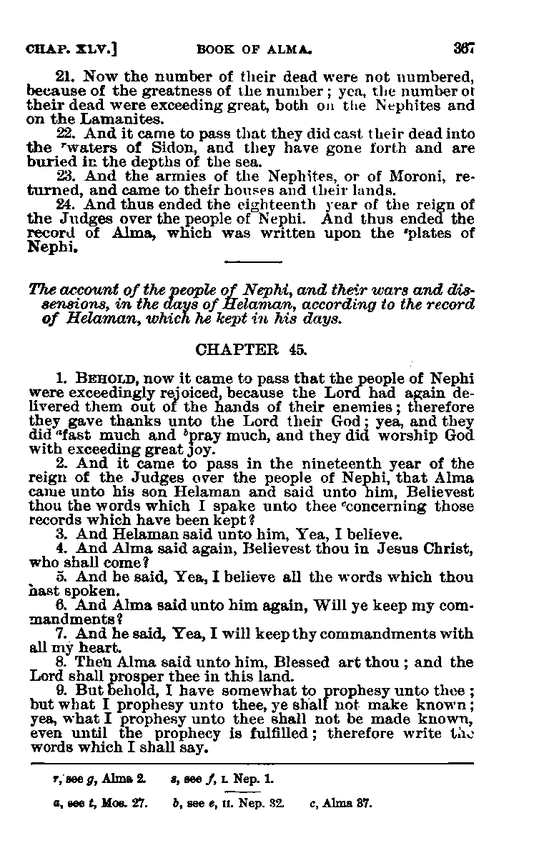 CHAP. XLV.] BOOK OF ALMA. 367
21. Now the number of their dead were not numbered,
because of the greatness of the number; yea, the number of
their dead were exceeding great, both on the Nephites and
on the Lamanites.
22. And it came to pass that they did cast their dead into
the ʳwaters of Sidon, and they have gone forth and are
buried in the depths of the sea.
23. And the armies of the Nephites, or of Moroni, re-
turned, and came to their houses and their lands.
24. And thus ended the eighteenth year of the reign of
the Judges over the people of Nephi. And thus ended the
record of Alma, which was written upon the ˢplates of
Nephi.
The account of the people of Nephi, and their wars and dis-
sensions, in the days of Helaman, according to the record
of Helaman, which he kept in his days.
CHAPTER 45.
1. BEHOLD, now it came to pass that the people of Nephi
were exceedingly rejoiced, because the Lord had again de-
livered them out of the hands of their enemies; therefore
they gave thanks unto the Lord their God; yea, and they
did ᵃfast much and ᵇpray much, and they did worship God
with exceeding great joy.
2. And it came to pass in the nineteenth year of the
reign of the Judges over the people of Nephi, that Alma
came unto his son Helaman and said unto him, Believest
thou the words which I spake unto thee ᶜconcerning those
records which have been kept?
3. And Helaman said unto him, Yea, I believe.
4. And Alma said again, Believest thou in Jesus Christ,
who shall come?
5. And he said, Yea, I believe all the words which thou
hast spoken.
6. And Alma said unto him again, Will ye keep my com-
mandments?
7. And he said, Yea, I will keep thy commandments with
all my heart.
8. Then Alma said unto him, Blessed art thou; and the
Lord shall prosper thee in this land.
9. But behold, I have somewhat to prophesy unto thee;
but what I prophesy unto thee, ye shall not make known;
yea, what I prophesy unto thee shall not be made known,
even until the prophecy is fulfilled; therefore write the
words which I shall say.
r, see g, Alma 2. s, see f, I. Nep. 1.
a, see t, Mos. 27. b, see e, II. Nep. 32. c, Alma 37.